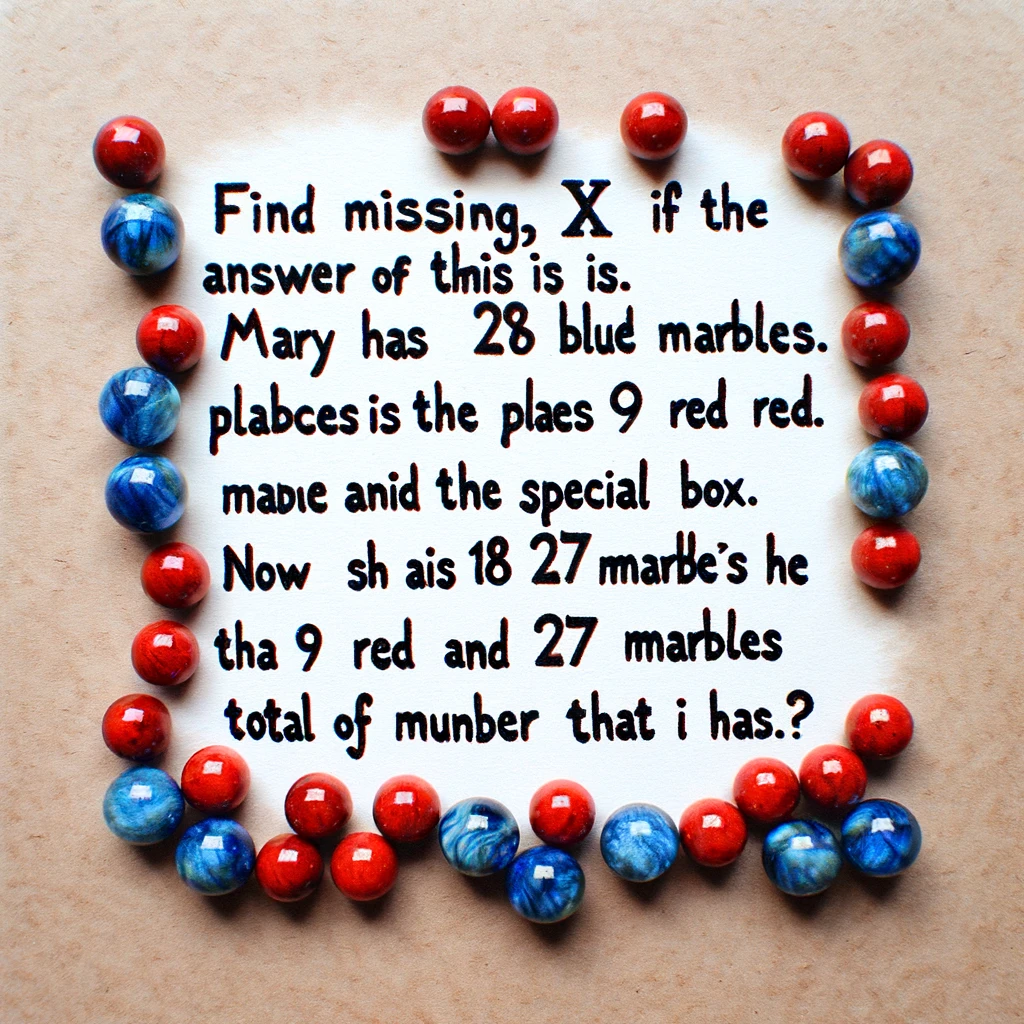 Find missing, X if the
answer of this is is.
Mary has 28 blue marbles.
plabces is the plaes 9 red red.
maɒıe anid the special box.
Now sh ais 18 27 marble's he
tha 9 red and 27 marbles
total of munber that i has.?